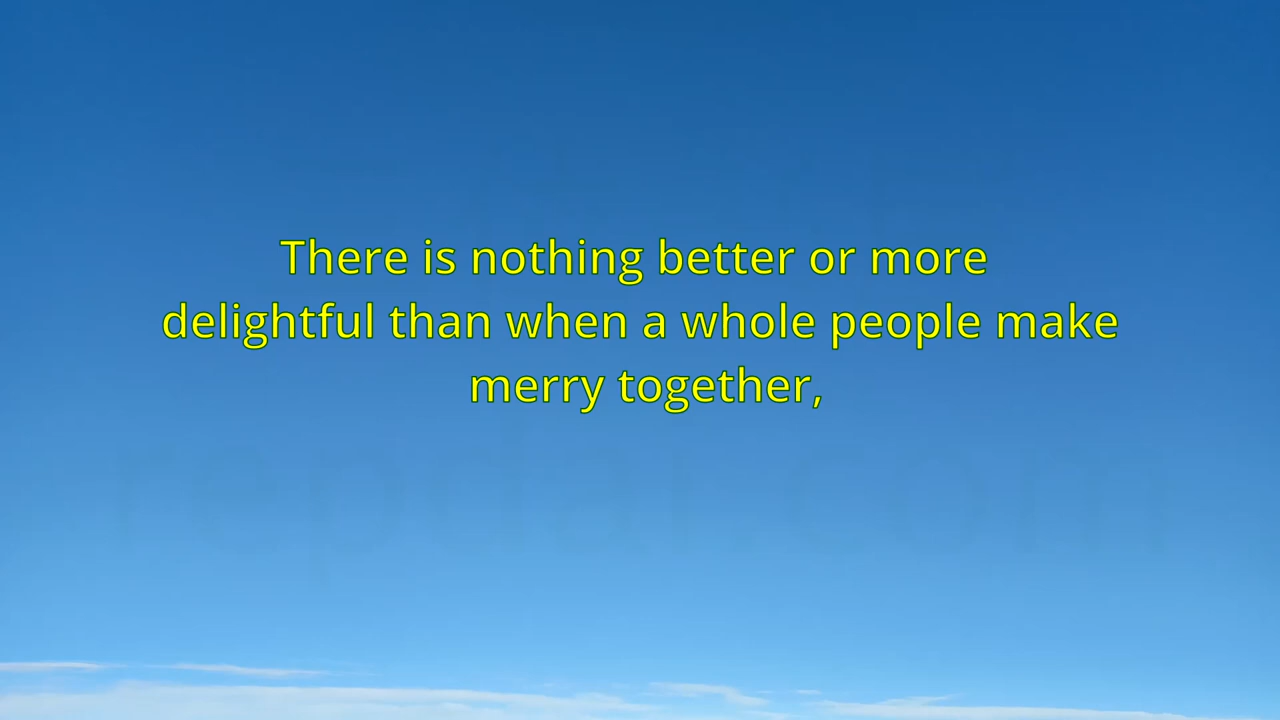 There is nothing better or more
delightful than when a whole people make
merry together,